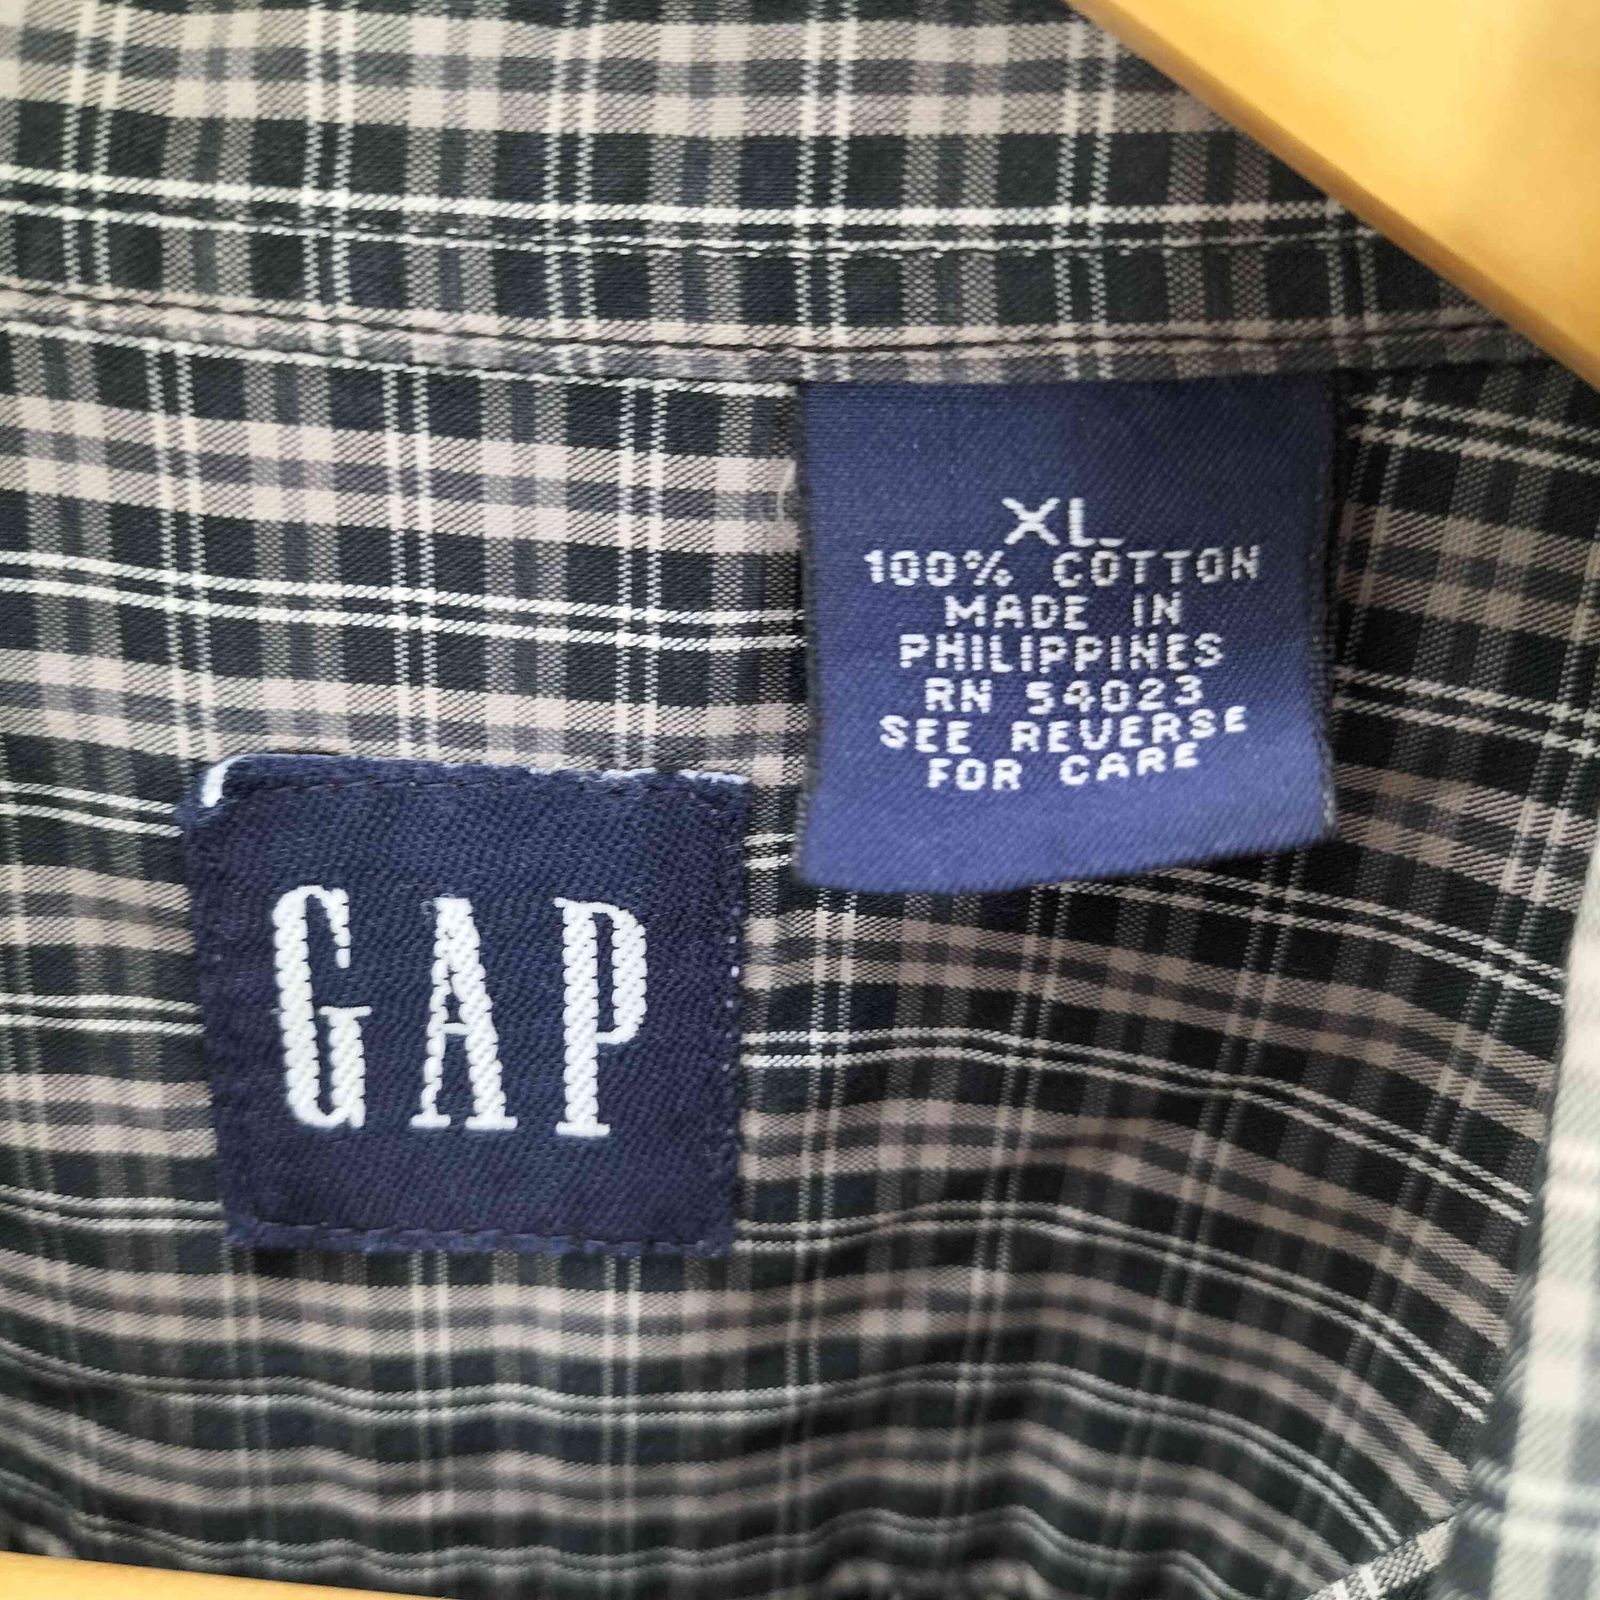 XL
100% COTTON
MADE IN
PHILIPPINES
RN 54023
SEE REVERSE
FOR CARE
GAP